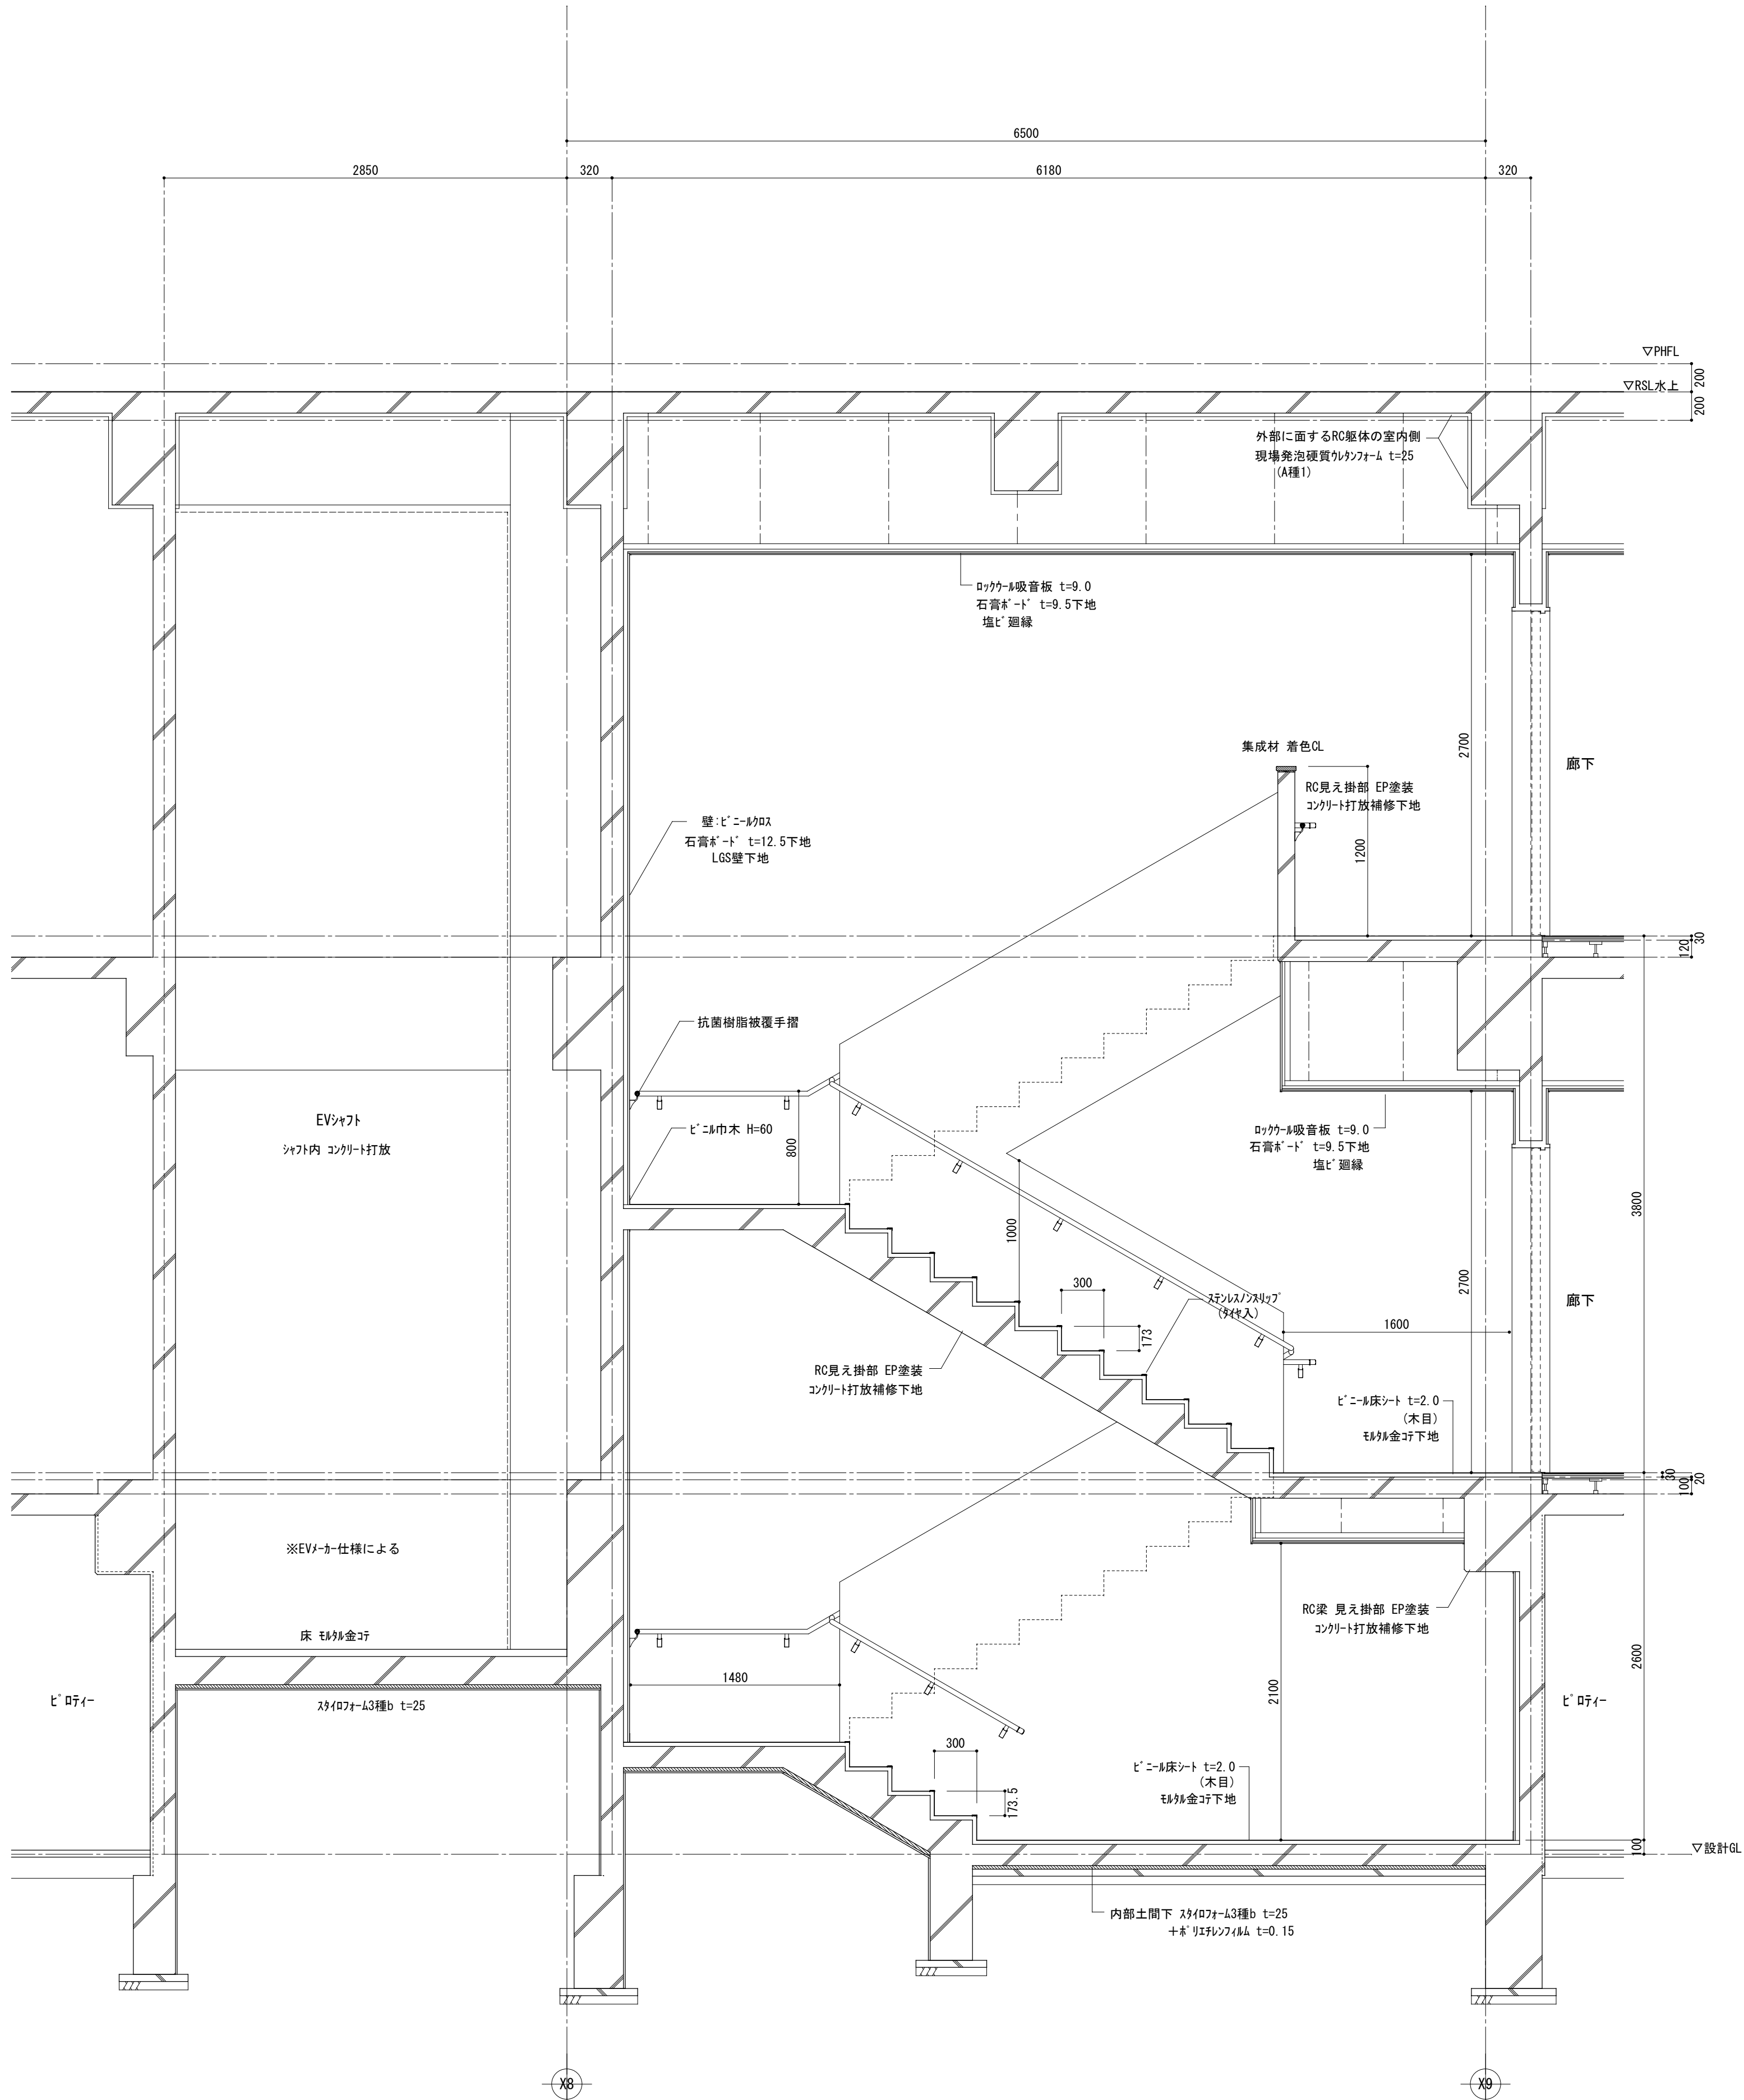 6500
2850
320
6180
320
▽PHFL
200
▽RSL水上
200
外部に面するRC躯体の室内側
現場発泡硬質ｳﾚﾀﾝﾌｫｰﾑ t=25
(A種1)
ﾛｯｸｳｰﾙ吸音板 t=9.0
石膏ﾎﾞｰﾄﾞ t=9.5下地
塩ﾋﾞ廻縁
2700
集成材 着色CL
廊下
RC見え掛部 EP塗装
ｺﾝｸﾘｰﾄ打放補修下地
1200
壁:ﾋﾞﾆｰﾙｸﾛｽ
石膏ﾎﾞｰﾄﾞ t=12.5下地
LGS壁下地
30
120
抗菌樹脂被覆手摺
EVｼｬﾌﾄ
ｼｬﾌﾄ内 ｺﾝｸﾘｰﾄ打放
ﾋﾞﾆﾙ巾木 H=60
800
ﾛｯｸｳｰﾙ吸音板 t=9.0
石膏ﾎﾞｰﾄﾞ t=9.5下地
塩ﾋﾞ廻縁
3800
1000
2700
300
ｽﾃﾝﾚｽﾉﾝｽﾘｯﾌﾟ
(ﾀｲﾔ入)
廊下
173
1600
RC見え掛部 EP塗装
ｺﾝｸﾘｰﾄ打放補修下地
ﾋﾞﾆｰﾙ床ｼｰﾄ t=2.0
(木目)
ﾓﾙﾀﾙ金ｺﾃ下地
30
100
20
※EVﾒｰｶｰ仕様による
RC梁 見え掛部 EP塗装
ｺﾝｸﾘｰﾄ打放補修下地
床 ﾓﾙﾀﾙ金ｺﾃ
2600
1480
2100
ﾋﾟﾛﾃｨｰ
ｽﾀｲﾛﾌｫｰﾑ3種b t=25
ﾋﾟﾛﾃｨｰ
300
173.5
ﾋﾞﾆｰﾙ床ｼｰﾄ t=2.0
(木目)
ﾓﾙﾀﾙ金ｺﾃ下地
100
▽設計GL
内部土間下 ｽﾀｲﾛﾌｫｰﾑ3種b t=25
＋ﾎﾟﾘｴﾁﾚﾝﾌｨﾙﾑ t=0.15
X8
X9